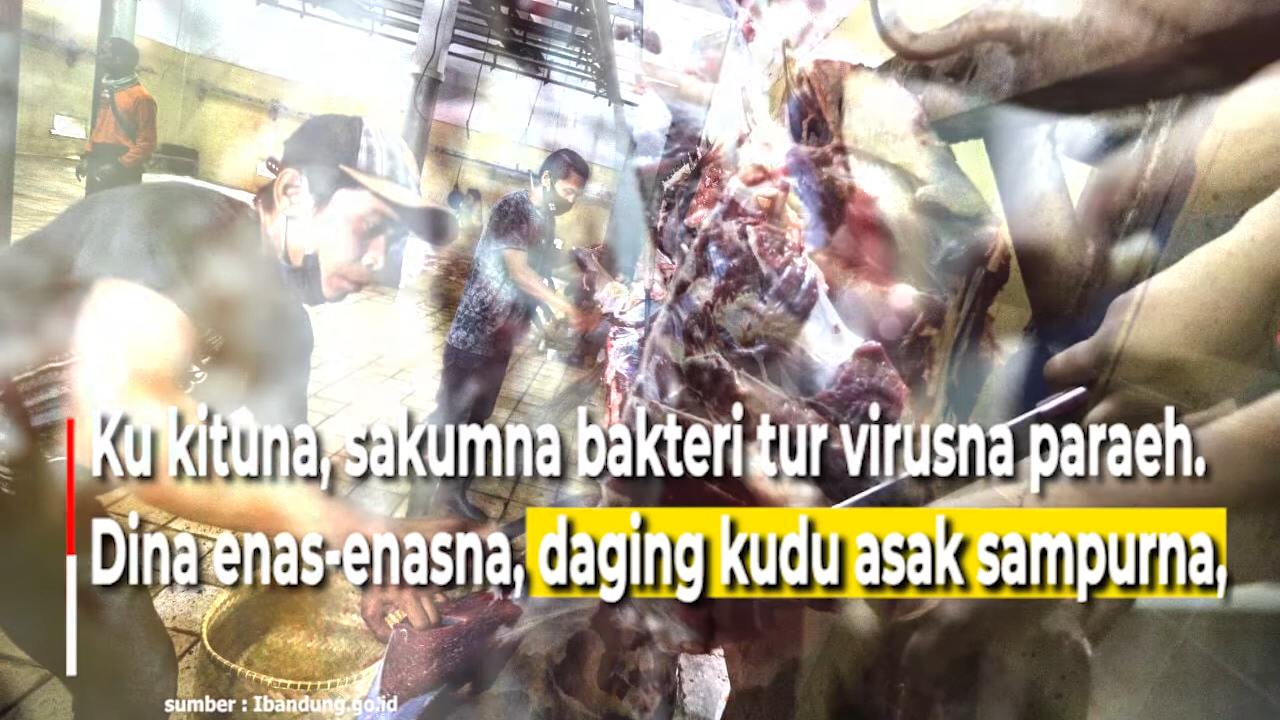 Ku kituna, sakumna bakteri tur virusna paraeh.
Dina enas-enasna, daging kudu asak sampurna,
sumber : Ibandung.go.id